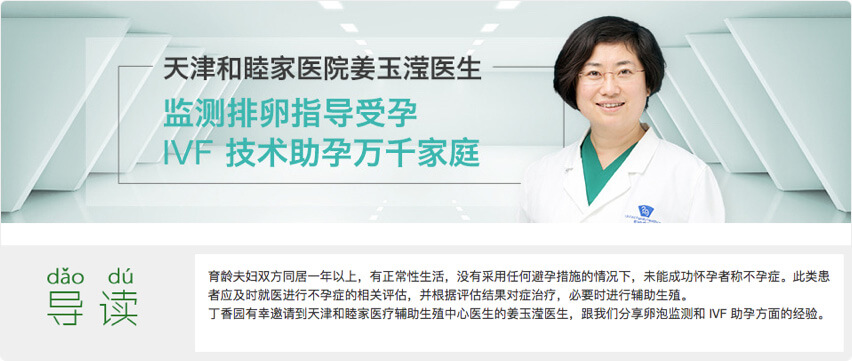 天津和睦家医院姜玉滢医生
监测排卵指导受孕
IVF 技术助孕万千家庭
dǎo dú
导 读
育龄夫妇双方同居一年以上，有正常性生活，没有采用任何避孕措施的情况下，未能成功怀孕者称不孕症。此类患
者应及时就医进行不孕症的相关评估，并根据评估结果对症治疗，必要时进行辅助生殖。
丁香园有幸邀请到天津和睦家医疗辅助生殖中心医生的姜玉滢医生，跟我们分享卵泡监测和 IVF 助孕方面的经验。